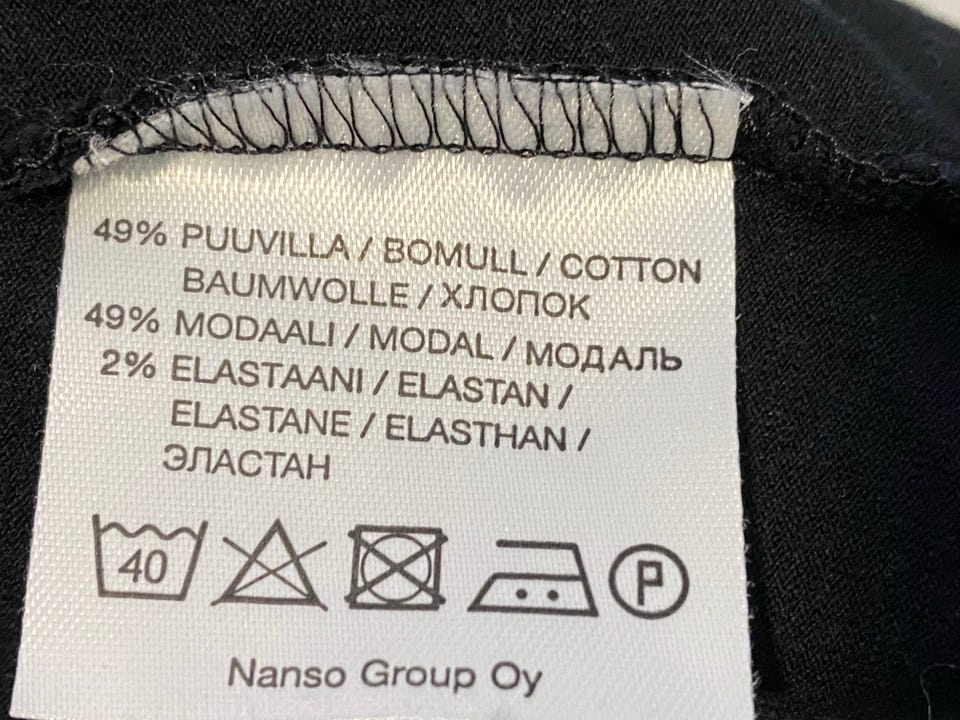 49% PUUVILLA / BOMULL / COTTON
BAUMWOLLE / ХЛОПОК
49% MODAALI / MODAL / МОДАЛЬ
2% ELASTAANI / ELASTAN /
ELASTANE / ELASTHAN /
ЭЛАСТАН
40 P
Nanso Group Oy